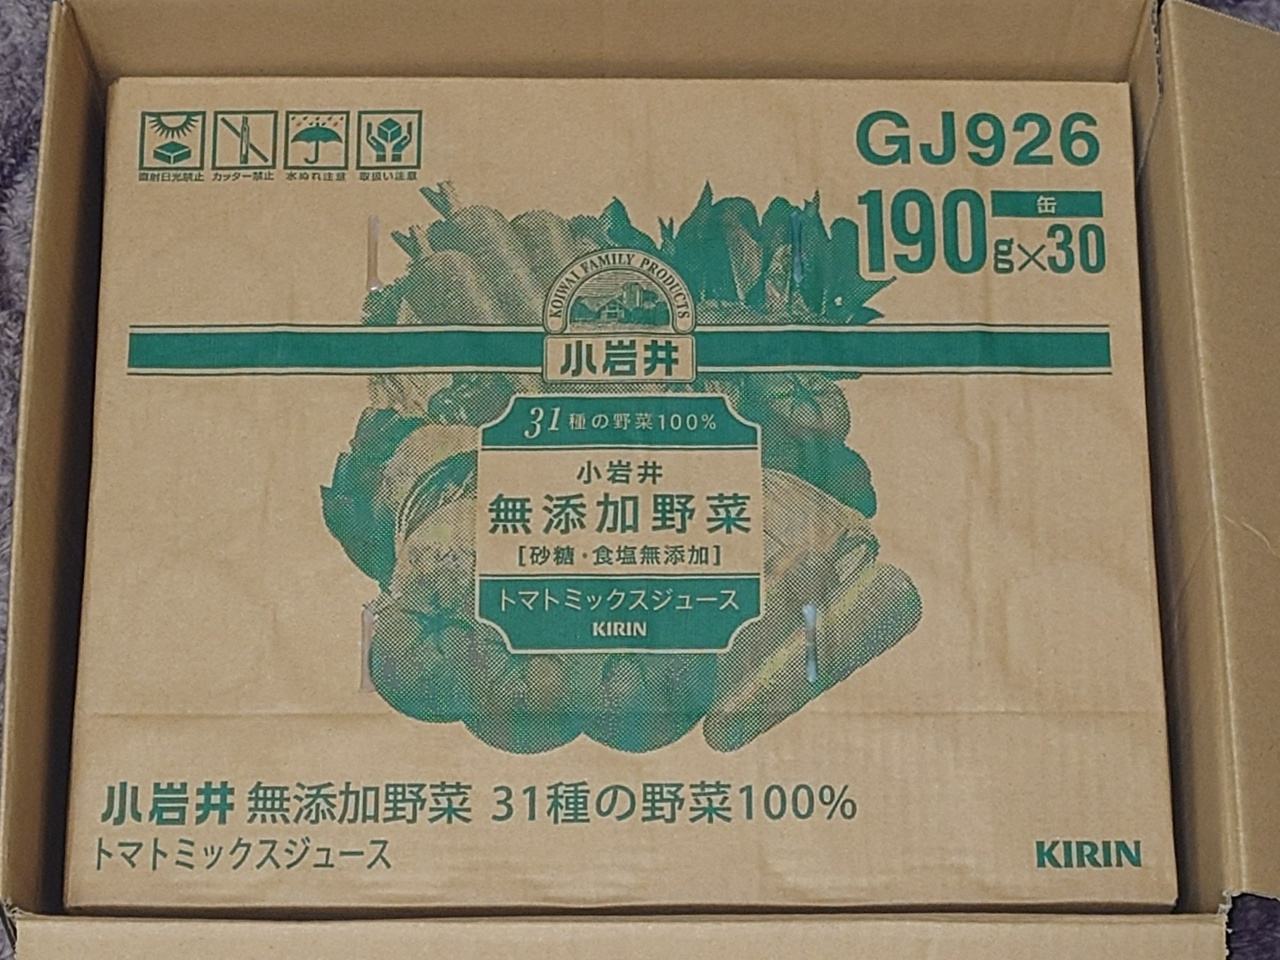 直射日光禁止 カッター禁止 水ぬれ注意 取扱い注意
GJ926
190g×30
缶
KOIWAI FAMILY PRODUCTS
小岩井
31種の野菜100%
小岩井
無添加野菜
[砂糖・食塩無添加]
トマトミックスジュース
KIRIN
小岩井 無添加野菜 31種の野菜100%
トマトミックスジュース
KIRIN